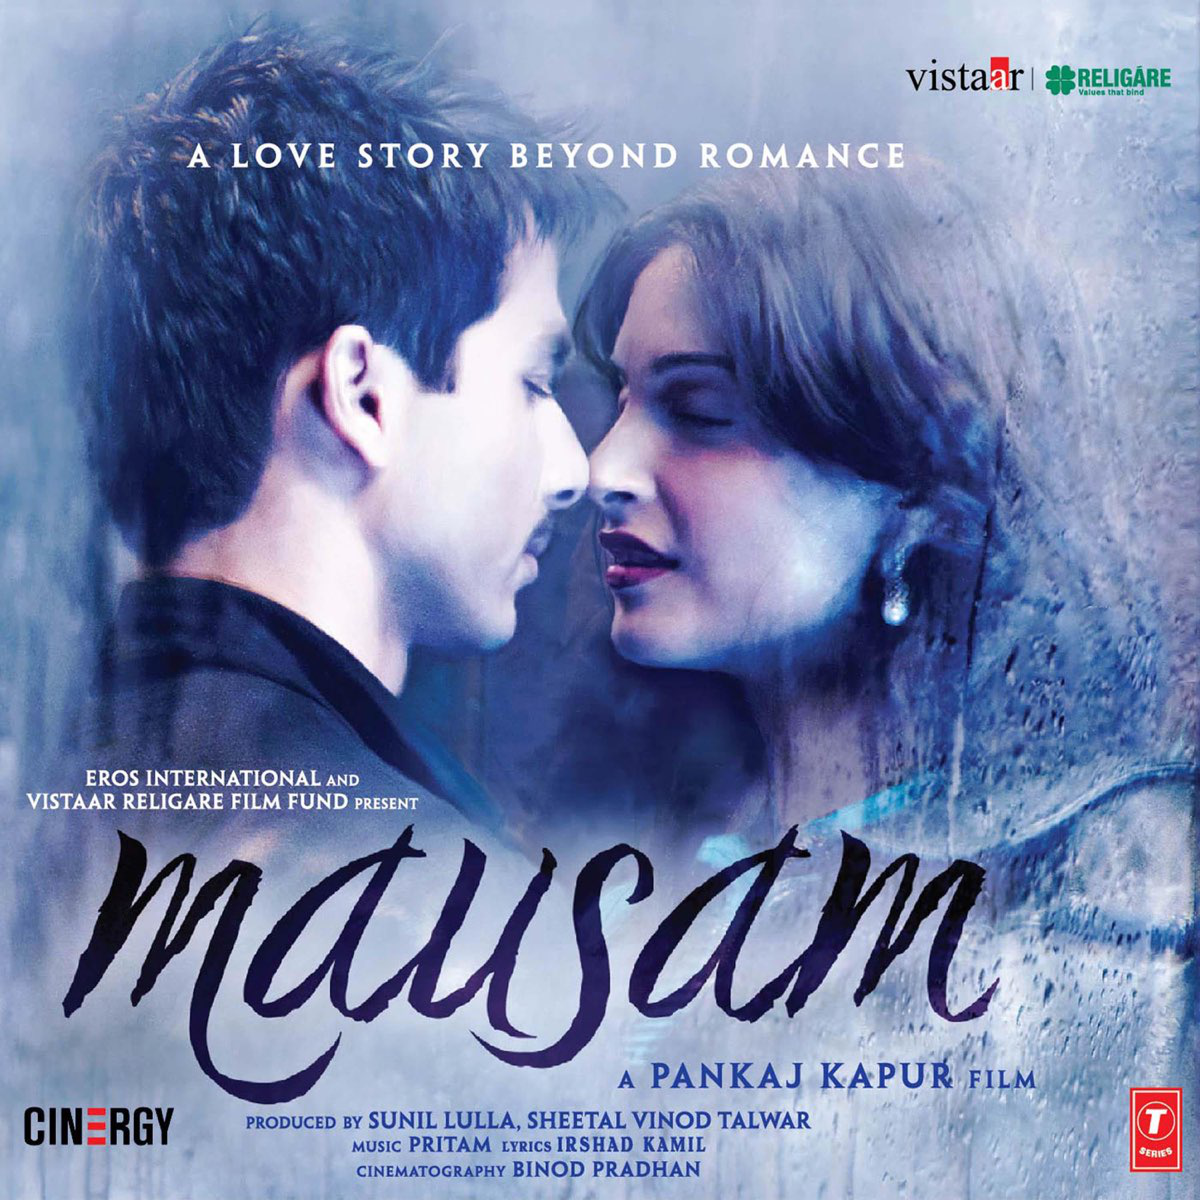 vistaar | RELIGÁRE
Values that bind
A LOVE STORY BEYOND ROMANCE
EROS INTERNATIONAL AND
VISTAAR RELIGARE FILM FUND PRESENT
mausam
A PANKAJ KAPUR FILM
CINERGY
PRODUCED BY SUNIL LULLA, SHEETAL VINOD TALWAR
MUSIC PRITAM LYRICS IRSHAD KAMIL
CINEMATOGRAPHY BINOD PRADHAN
T
SERIES